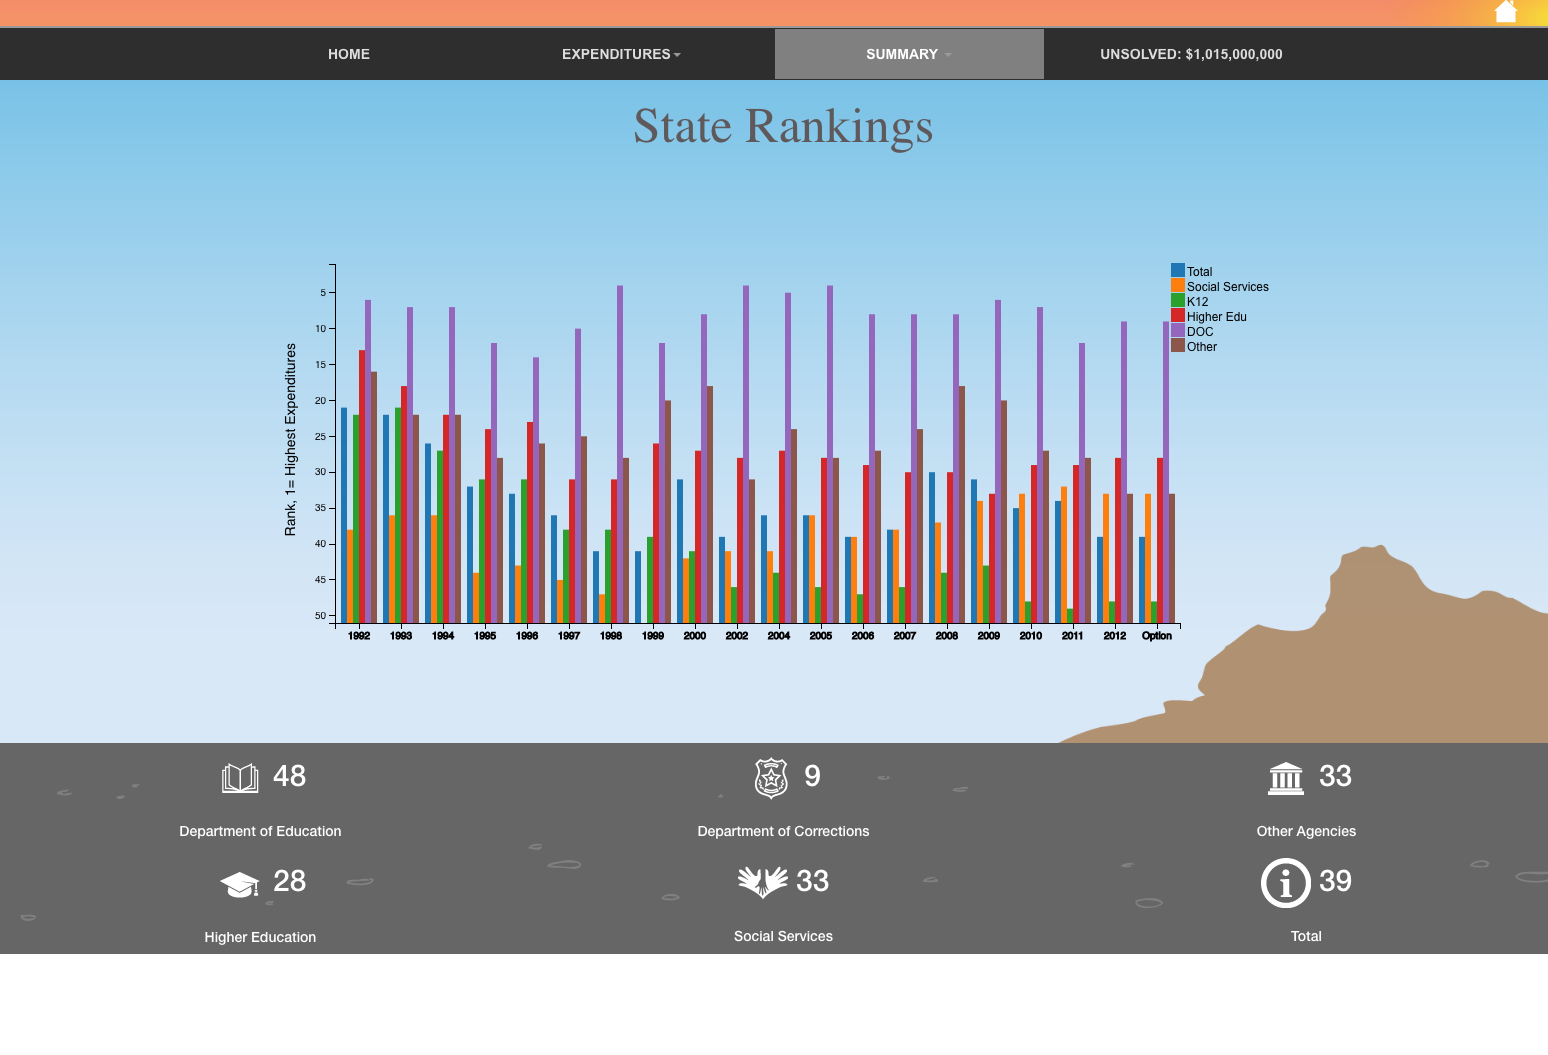 HOME EXPENDITURES SUMMARY UNSOLVED: $1,015,000,000
State Rankings
Rank, 1= Highest Expenditures
5
10
15
20
25
30
35
40
45
50
1992 1993 1994 1995 1996 1997 1998 1999 2000 2002 2004 2005 2006 2007 2008 2009 2010 2011 2012 Option
Total
Social Services
K12
Higher Edu
DOC
Other
48 9 33
Department of Education Department of Corrections Other Agencies
28 33 39
Higher Education Social Services Total